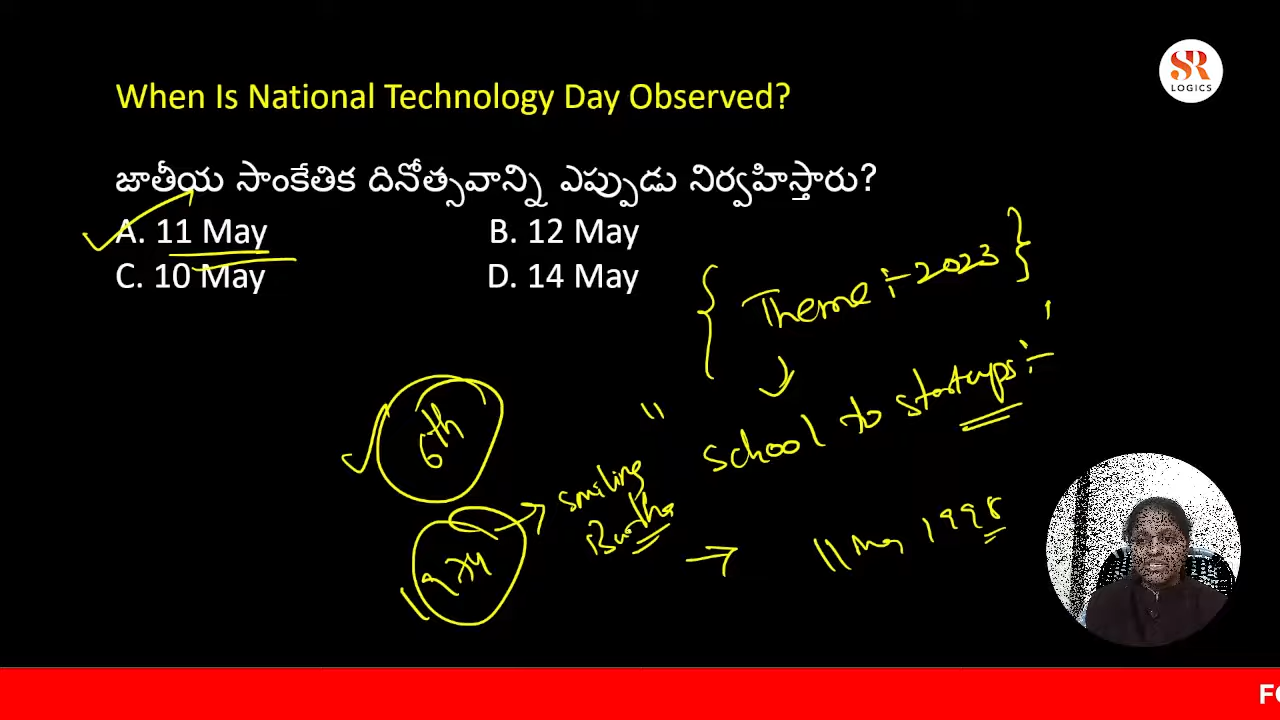 SR
LOGICS
When Is National Technology Day Observed?
జాతీయ సాంకేతిక దినోత్సవాన్ని ఎప్పుడు నిర్వహిస్తారు?
A. 11 May
B. 12 May
C. 10 May
D. 14 May
{ Theme :- 2023 }
" school to startups :- '
6th
smiling
Budha
1974
→ 11 May 1998